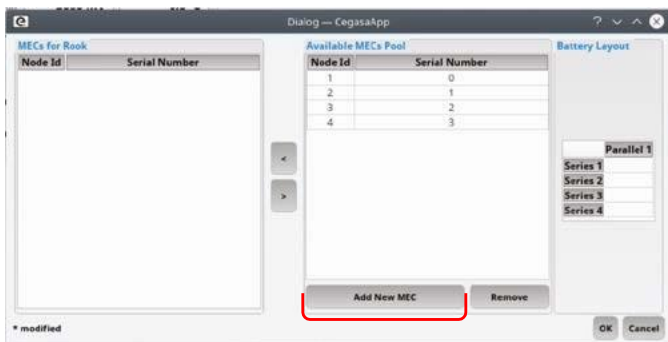 Dialog — CegasaApp
MECs for Rook
Node Id Serial Number
Available MECs Pool
Node Id Serial Number
1 0
2 1
3 2
4 3
<
>
Add New MEC Remove
Battery Layout
Parallel 1
Series 1
Series 2
Series 3
Series 4
* modified
OK Cancel